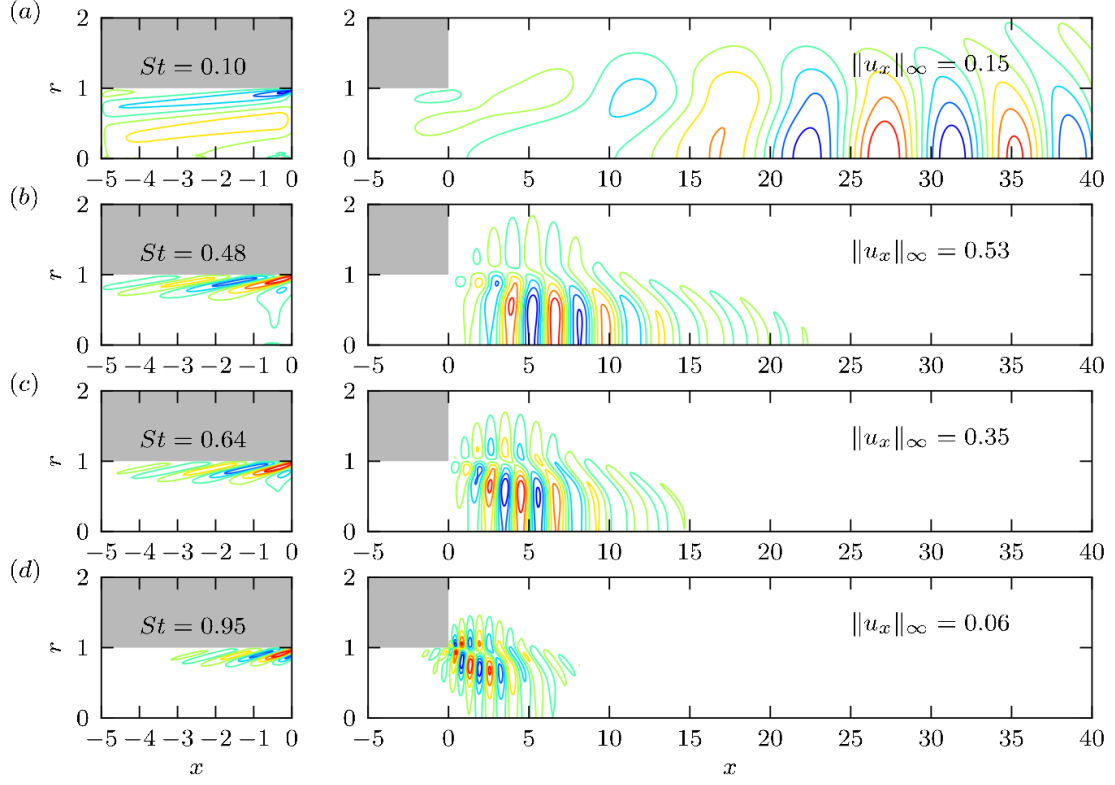 (a)
2
1
0
r
St = 0.10
−5 −4 −3 −2 −1 0
‖u_x‖_∞ = 0.15
−5 0 5 10 15 20 25 30 35 40
(b)
2
1
0
r
St = 0.48
−5 −4 −3 −2 −1 0
2
1
0
‖u_x‖_∞ = 0.53
−5 0 5 10 15 20 25 30 35 40
(c)
2
1
0
r
St = 0.64
−5 −4 −3 −2 −1 0
2
1
0
‖u_x‖_∞ = 0.35
−5 0 5 10 15 20 25 30 35 40
(d)
2
1
0
r
St = 0.95
−5 −4 −3 −2 −1 0
x
2
1
0
‖u_x‖_∞ = 0.06
−5 0 5 10 15 20 25 30 35 40
x